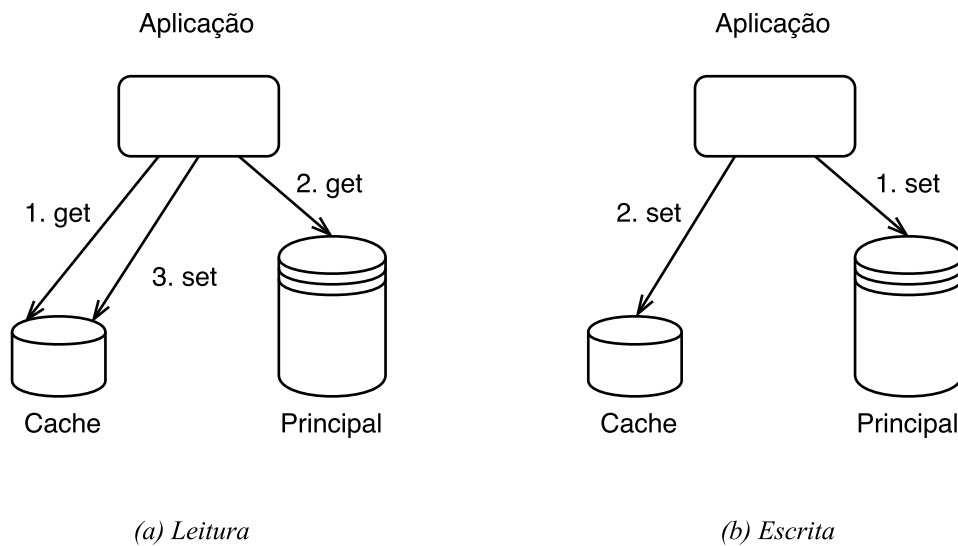 Aplicação
1. get
2. get
3. set
Cache
Principal
(a) Leitura
Aplicação
2. set
1. set
Cache
Principal
(b) Escrita